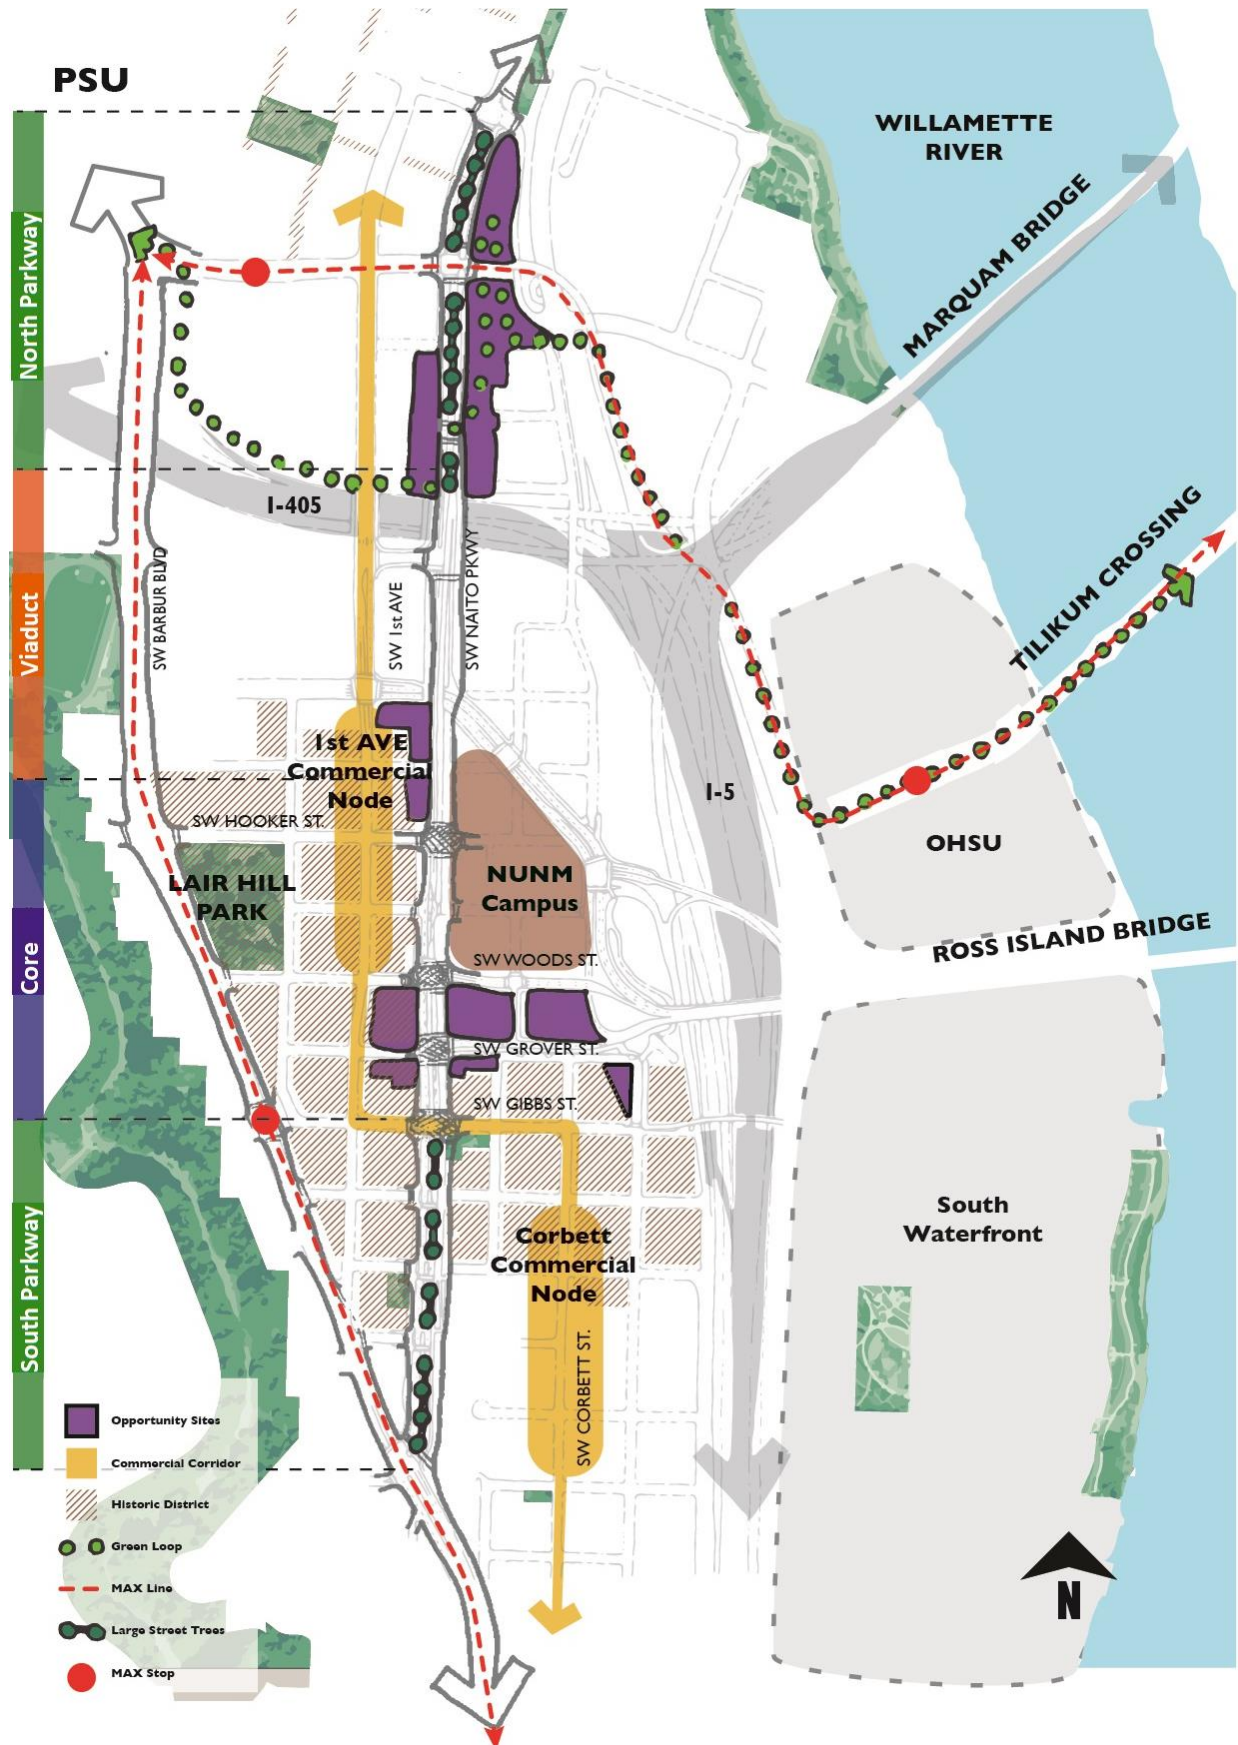 PSU
WILLAMETTE
RIVER
MARQUAM BRIDGE
North Parkway
I-405
TILIKUM CROSSING
SW BARBUR BLVD
SW 1st AVE
SW NAITO PKWY
Viaduct
1st AVE
Commercial
Node
I-5
SW HOOKER ST.
OHSU
LAIR HILL
PARK
NUNM
Campus
ROSS ISLAND BRIDGE
SW WOODS ST.
Core
SW GROVER ST.
SW GIBBS ST.
South
Waterfront
Corbett
Commercial
Node
South Parkway
SW CORBETT ST.
Opportunity Sites
Commercial Corridor
Historic District
Green Loop
MAX Line
Large Street Trees
MAX Stop
N